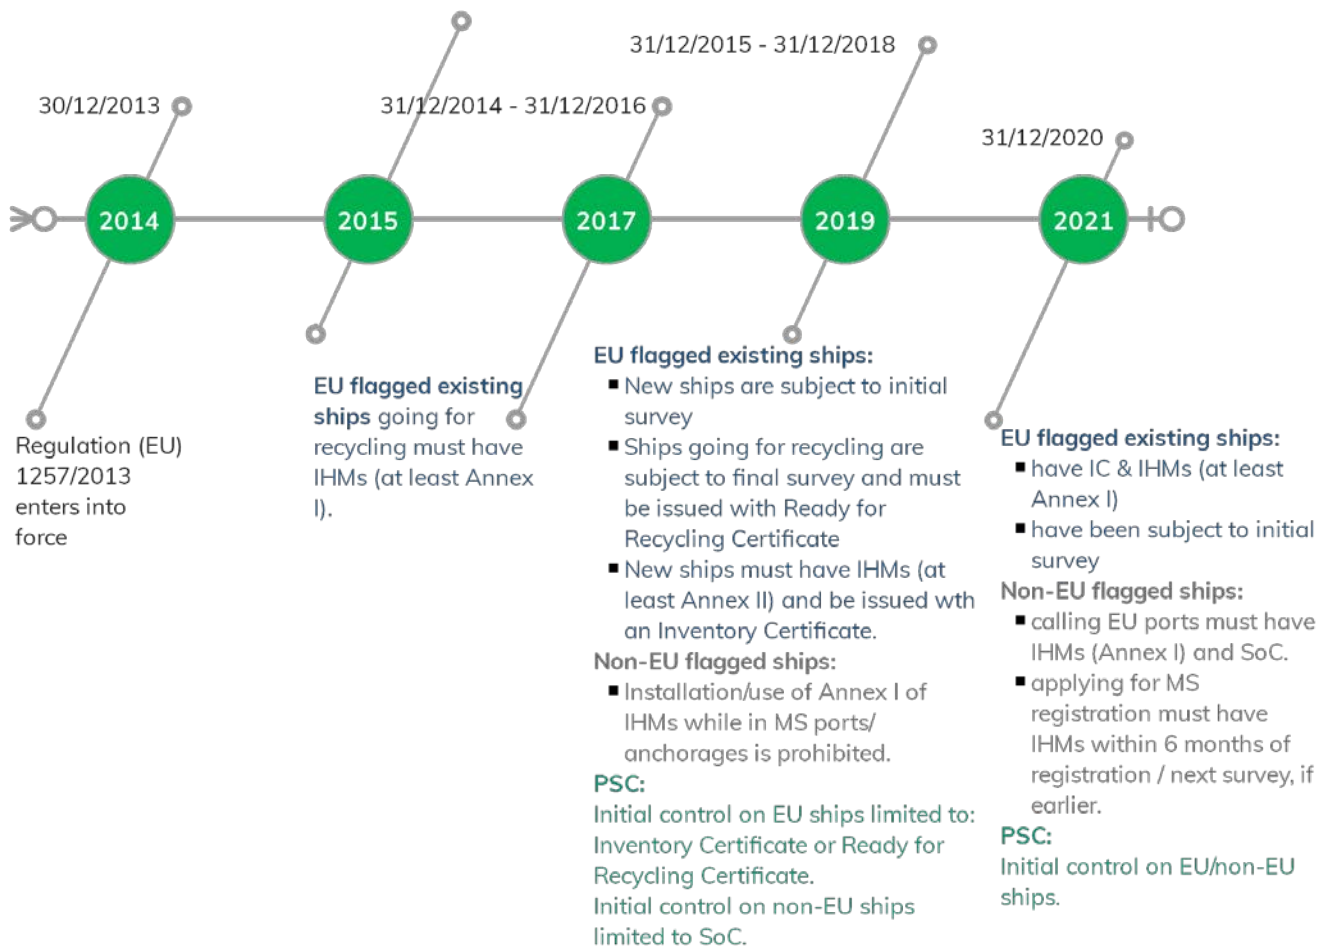 31/12/2015 - 31/12/2018
30/12/2013
31/12/2014 - 31/12/2016
31/12/2020
2014
2015
2017
2019
2021
Regulation (EU)
1257/2013
enters into
force
EU flagged existing
ships going for
recycling must have
IHMs (at least Annex
I).
EU flagged existing ships:
▪ New ships are subject to initial
survey
▪ Ships going for recycling are
subject to final survey and must
be issued with Ready for
Recycling Certificate
▪ New ships must have IHMs (at
least Annex II) and be issued wth
an Inventory Certificate.
Non-EU flagged ships:
▪ Installation/use of Annex I of
IHMs while in MS ports/
anchorages is prohibited.
PSC:
Initial control on EU ships limited to:
Inventory Certificate or Ready for
Recycling Certificate.
Initial control on non-EU ships
limited to SoC.
EU flagged existing ships:
▪ have IC & IHMs (at least
Annex I)
▪ have been subject to initial
survey
Non-EU flagged ships:
▪ calling EU ports must have
IHMs (Annex I) and SoC.
▪ applying for MS
registration must have
IHMs within 6 months of
registration / next survey, if
earlier.
PSC:
Initial control on EU/non-EU
ships.